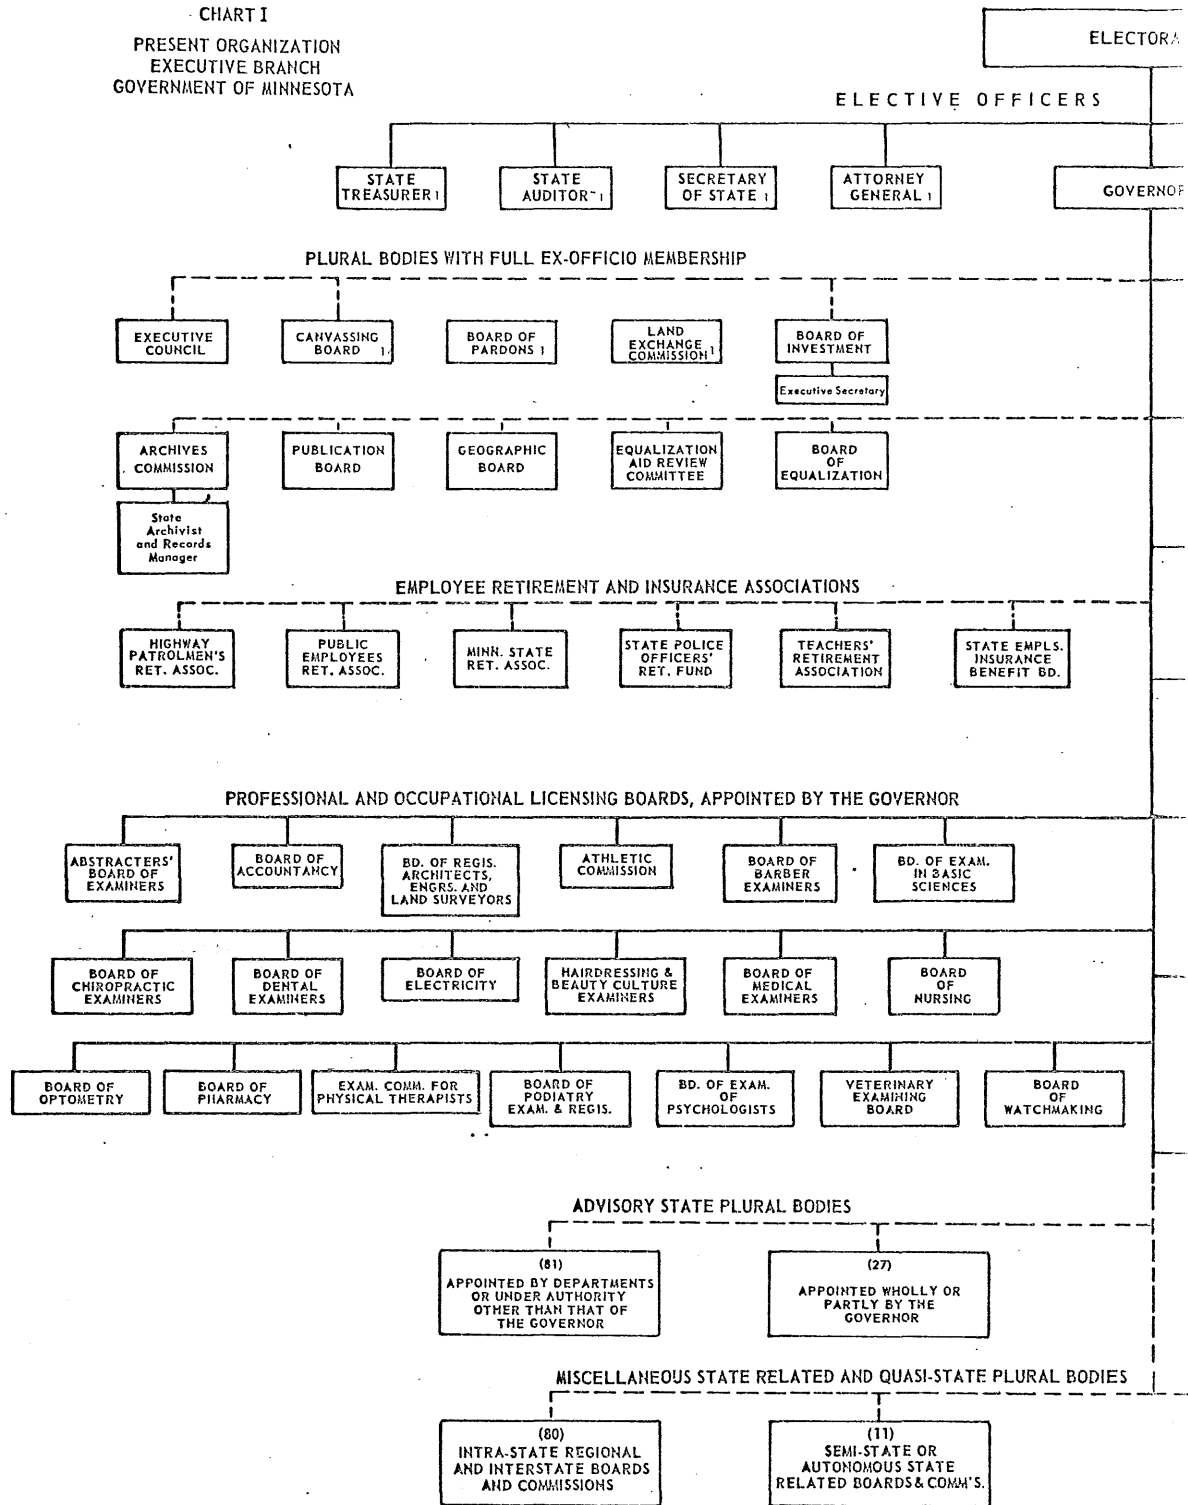 CHART I
PRESENT ORGANIZATION
EXECUTIVE BRANCH
GOVERNMENT OF MINNESOTA
ELECTORA
ELECTIVE OFFICERS
STATE
TREASURER 1
STATE
AUDITOR 1
SECRETARY
OF STATE 1
ATTORNEY
GENERAL 1
GOVERNOR
PLURAL BODIES WITH FULL EX-OFFICIO MEMBERSHIP
EXECUTIVE
COUNCIL
CANVASSING
BOARD 1
BOARD OF
PARDONS 1
LAND
EXCHANGE
COMMISSION 1
BOARD OF
INVESTMENT
Executive Secretary
ARCHIVES
COMMISSION
State
Archivist
and Records
Manager
PUBLICATION
BOARD
GEOGRAPHIC
BOARD
EQUALIZATION
AID REVIEW
COMMITTEE
BOARD
OF
EQUALIZATION
EMPLOYEE RETIREMENT AND INSURANCE ASSOCIATIONS
HIGHWAY
PATROLMEN'S
RET. ASSOC.
PUBLIC
EMPLOYEES
RET. ASSOC.
MINN. STATE
RET. ASSOC.
STATE POLICE
OFFICERS'
RET. FUND
TEACHERS'
RETIREMENT
ASSOCIATION
STATE EMPLS.
INSURANCE
BENEFIT BD.
PROFESSIONAL AND OCCUPATIONAL LICENSING BOARDS, APPOINTED BY THE GOVERNOR
ABSTRACTERS'
BOARD OF
EXAMINERS
BOARD OF
ACCOUNTANCY
BD. OF REGIS.
ARCHITECTS,
ENGRS. AND
LAND SURVEYORS
ATHLETIC
COMMISSION
BOARD OF
BARBER
EXAMINERS
BD. OF EXAM.
IN BASIC
SCIENCES
BOARD OF
CHIROPRACTIC
EXAMINERS
BOARD OF
DENTAL
EXAMINERS
BOARD OF
ELECTRICITY
HAIRDRESSING &
BEAUTY CULTURE
EXAMINERS
BOARD OF
MEDICAL
EXAMINERS
BOARD
OF
NURSING
BOARD OF
OPTOMETRY
BOARD OF
PHARMACY
EXAM. COMM. FOR
PHYSICAL THERAPISTS
BOARD OF
PODIATRY
EXAM. & REGIS.
BD. OF EXAM.
OF
PSYCHOLOGISTS
VETERINARY
EXAMINING
BOARD
BOARD
OF
WATCHMAKING
ADVISORY STATE PLURAL BODIES
(81)
APPOINTED BY DEPARTMENTS
OR UNDER AUTHORITY
OTHER THAN THAT OF
THE GOVERNOR
(27)
APPOINTED WHOLLY OR
PARTLY BY THE
GOVERNOR
MISCELLANEOUS STATE RELATED AND QUASI-STATE PLURAL BODIES
(80)
INTRA-STATE REGIONAL
AND INTERSTATE BOARDS
AND COMMISSIONS
(11)
SEMI-STATE OR
AUTONOMOUS STATE
RELATED BOARDS & COMM'S.